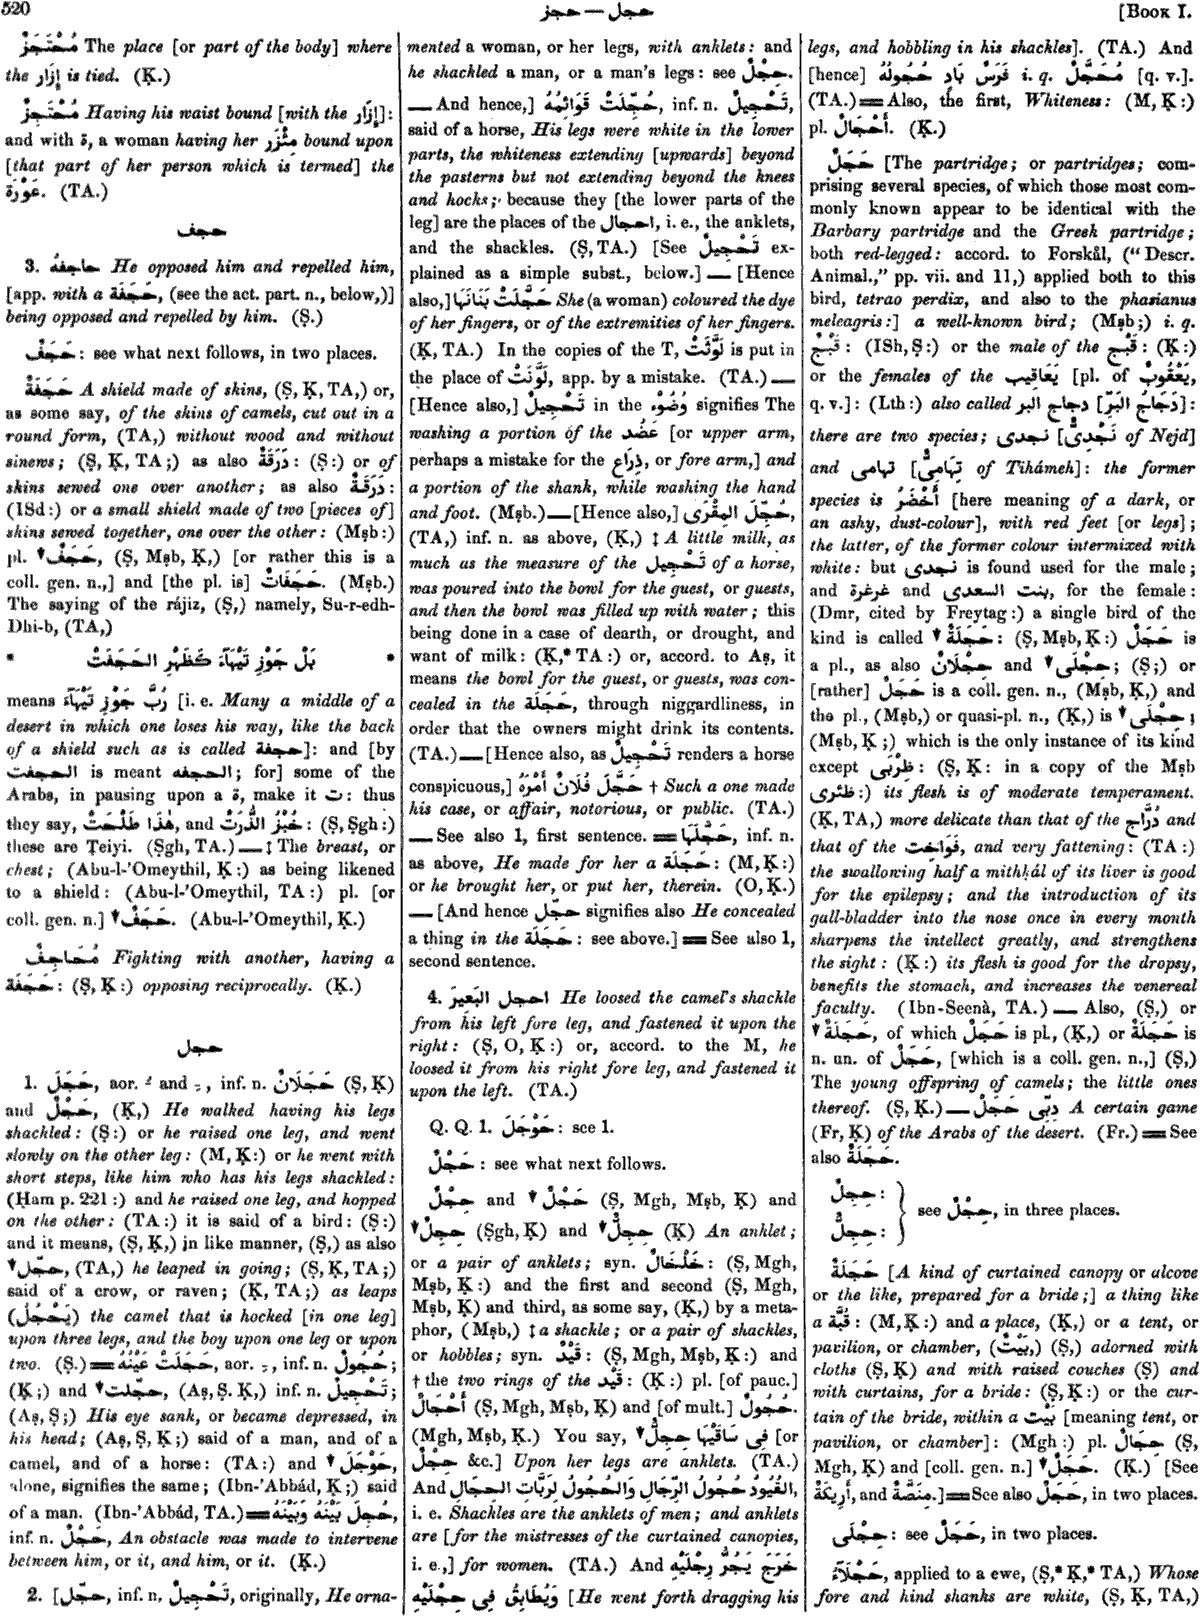 520
حجل — حجز
[Book I.
مُحْتَجَزٌ The place [or part of the body] where
the إِزَار is tied. (Ḳ.)
مُحْتَجِزٌ Having his waist bound [with the إِزَار]:
and with ة, a woman having her مِئْزَر bound upon
[that part of her person which is termed] the
عَوْرَة. (TA.)
حجف
3. حاجفهُ He opposed him and repelled him,
[app. with a حَجَفَة, (see the act. part. n., below,)]
being opposed and repelled by him. (Ṣ.)
حَجَفٌ: see what next follows, in two places.
حَجَفَةٌ A shield made of skins, (Ṣ, Ḳ, TA,) or,
as some say, of the skins of camels, cut out in a
round form, (TA,) without wood and without
sinews; (Ṣ, Ḳ, TA;) as also دَرَقَةٌ: (Ṣ:) or of
skins sewed one over another; as also دَرَقَةٌ:
(ISd:) or a small shield made of two [pieces of]
skins sewed together, one over the other: (Mṣb:)
pl. حَجَفٌ▼, (Ṣ, Mṣb, Ḳ,) [or rather this is a
coll. gen. n.,] and [the pl. is] حَجَفَاتٌ. (Mṣb.)
The saying of the rájiz, (Ṣ,) namely, Su-r-edh-
Dhi-b, (TA,)
* بَلْ جَوْزِ تَيْهَآءَ كَظَهْرِ الحَجَفَتْ *
means رُبَّ جَوْزِ تَيْهَآءَ [i. e. Many a middle of a
desert in which one loses his way, like the back
of a shield such as is called حجفة]: and [by
الحجفت is meant الحجفه; for] some of the
Arabs, in pausing upon a ة, make it ت: thus
they say, هٰذَا طَلْحَتْ, and خُبْزُ الذُّرَتْ: (Ṣ, Ṣgh:)
these are Ṭeiyi. (Ṣgh, TA.) — ‡ The breast, or
chest; (Abu-l-’Omeythil, Ḳ:) as being likened
to a shield: (Abu-l-’Omeythil, TA:) pl. [or
coll. gen. n.] حَجَفٌ▼. (Abu-l-’Omeythil, Ḳ.)
مُحَاجِفٌ Fighting with another, having a
حَجَفَة: (Ṣ, Ḳ:) opposing reciprocally. (Ḳ.)
حجل
1. حَجَلَ, aor. ـُ and ـِ, inf. n. حَجَلَانٌ (Ṣ, Ḳ)
and حَجْلٌ, (Ḳ,) He walked having his legs
shackled: (Ṣ:) or he raised one leg, and went
slowly on the other leg: (M, Ḳ:) or he went with
short steps, like him who has his legs shackled:
(Ḥam p. 221:) and he raised one leg, and hopped
on the other: (TA:) it is said of a bird: (Ṣ:)
and it means, (Ṣ, Ḳ,) in like manner, (Ṣ,) as also
حجّل▼, (TA,) he leaped in going; (Ṣ, Ḳ, TA;)
said of a crow, or raven; (Ḳ, TA;) as leaps
(يَحْجُلُ) the camel that is hocked [in one leg]
upon three legs, and the boy upon one leg or upon
two. (Ṣ.) ═ حَجَلَتْ عَيْنُهُ, aor. ـِ, inf. n. حُجُولٌ;
(Ḳ;) and حجّلت▼, (Aṣ, Ṣ, Ḳ,) inf. n. تَحْجِيلٌ;
(Aṣ, Ṣ;) His eye sank, or became depressed, in
his head; (Aṣ, Ṣ, Ḳ;) said of a man, and of a
camel, and of a horse: (TA:) and ▼ حَوْجَلَ,
alone, signifies the same; (Ibn-’Abbád, Ḳ;) said
of a man. (Ibn-’Abbád, TA.) ═ حُجِلَ بَيْنَهُ وَبَيْنَهُ,
inf. n. حَجْلٌ, An obstacle was made to intervene
between him, or it, and him, or it. (Ḳ.)
2. [حجّل, inf. n. تَحْجِيلٌ, originally, He orna-
mented a woman, or her legs, with anklets: and
he shackled a man, or a man's legs: see حِجْلٌ.
— And hence,] حُجِّلَتْ قَوَائِمُهُ, inf. n. تَحْجِيلٌ,
said of a horse, His legs were white in the lower
parts, the whiteness extending [upwards] beyond
the pasterns but not extending beyond the knees
and hocks; because they [the lower parts of the
leg] are the places of the احجال, i. e., the anklets,
and the shackles. (Ṣ, TA.) [See تَحْجِيلٌ ex-
plained as a simple subst., below.] — [Hence
also,] حَجَّلَتْ بَنَانَهَا She (a woman) coloured the dye
of her fingers, or of the extremities of her fingers.
(Ḳ, TA.) In the copies of the T, لَوَّثَتْ is put in
the place of لَوَّنَتْ, app. by a mistake. (TA.) —
[Hence also,] تَحْجِيلٌ in the وُضُوْء signifies The
washing a portion of the عَضُد [or upper arm,
perhaps a mistake for the ذِرَاع, or fore arm,] and
a portion of the shank, while washing the hand
and foot. (Mṣb.) — [Hence also,] حَجَّلَ المِقْرَى,
(TA,) inf. n. as above, (Ḳ,) ‡ A little milk, as
much as the measure of the تَحْجِيل of a horse,
was poured into the bowl for the guest, or guests,
and then the bowl was filled up with water; this
being done in a case of dearth, or drought, and
want of milk: (Ḳ,* TA:) or, accord. to Aṣ, it
means the bowl for the guest, or guests, was con-
cealed in the حَجَلَة, through niggardliness, in
order that the owners might drink its contents.
(TA.) — [Hence also, as تَحْجِيلٌ renders a horse
conspicuous,] حَجَّلَ فُلَانٌ أَمْرَهُ † Such a one made
his case, or affair, notorious, or public. (TA.)
— See also 1, first sentence. ═ حَجَّلَهَا, inf. n.
as above, He made for her a حَجَلَة: (M, Ḳ:)
or he brought her, or put her, therein. (O, Ḳ.)
— [And hence حجّل signifies also He concealed
a thing in the حَجَلَة: see above.] ═ See also 1,
second sentence.
4. احجل البَعِيرَ He loosed the camel's shackle
from his left fore leg, and fastened it upon the
right: (Ṣ, O, Ḳ:) or, accord. to the M, he
loosed it from his right fore leg, and fastened it
upon the left. (TA.)
Q. Q. 1. حَوْجَلَ: see 1.
حَجْلٌ: see what next follows.
حِجْلٌ and ▼ حَجْلٌ (Ṣ, Mgh, Mṣb, Ḳ) and
حِجِلٌ▼ (Ṣgh, Ḳ) and حِجِلٌّ▼ (Ḳ) An anklet;
or a pair of anklets; syn. خَلْخَالٌ: (Ṣ, Mgh,
Mṣb, Ḳ:) and the first and second (Ṣ, Mgh,
Mṣb, Ḳ) and third, as some say, (Ḳ,) by a meta-
phor, (Mṣb,) ‡ a shackle; or a pair of shackles,
or hobbles; syn. قَيْدٌ: (Ṣ, Mgh, Mṣb, Ḳ:) and
† the two rings of the قَيْد: (Ḳ:) pl. [of pauc.]
أَحْجَالٌ (Ṣ, Mgh, Mṣb, Ḳ) and [of mult.] حُجُولٌ.
(Mgh, Mṣb, Ḳ.) You say, فِى سَاقَيْهَا حِجِلٌّ▼ [or
حِجْلٌ &c.] Upon her legs are anklets. (TA.)
And القُيُودُ حُجُولُ الرِّجَالِ وَالحُجُولُ لِرَبَّاتِ الحِجَالِ,
i. e. Shackles are the anklets of men; and anklets
are [for the mistresses of the curtained canopies,
i. e.,] for women. (TA.) And خَرَجَ يَجُرُّ رِجْلَيْهِ
وَيُطَابِقُ فِى حِجْلَيْهِ [He went forth dragging his
legs, and hobbling in his shackles]. (TA.) And
[hence] فَرَسٌ بَادٍ حُجُولُهُ i. q. مُحَجَّلٌ [q. v.].
(TA.) ═ Also, the first, Whiteness: (M, Ḳ:)
pl. أَحْجَالٌ. (Ḳ.)
حَجَلٌ [The partridge; or partridges; com-
prising several species, of which those most com-
monly known appear to be identical with the
Barbary partridge and the Greek partridge;
both red-legged: accord. to Forskål, (“Descr.
Animal.,” pp. vii. and 11,) applied both to this
bird, tetrao perdix, and also to the phasianus
meleagris:] a well-known bird; (Mṣb;) i. q.
قَبْجٌ: (ISh, Ṣ:) or the male of the قَبْج: (Ḳ:)
or the females of the يَعَاقِيب [pl. of يَعْقُوبٌ,
q. v.]: (Lth:) also called دجاج البر [دَجَاجُ البَرِّ]:
there are two species; نجدى [نَجْدِىٌّ of Nejd]
and تهامى [تِهَامِىٌّ of Tihámeh]: the former
species is أَخْضَرُ [here meaning of a dark, or
an ashy, dust-colour], with red feet [or legs];
the latter, of the former colour intermixed with
white: but نجدى is found used for the male;
and غرغرة and بنت السعدى, for the female:
(Dmr, cited by Freytag:) a single bird of the
kind is called ▼ حَجَلَةٌ: (Ṣ, Mṣb, Ḳ:) حَجَلٌ is
a pl., as also حِجْلَانٌ and حِجْلَى▼; (Ṣ;) or
[rather] حَجَلٌ is a coll. gen. n., (Mṣb, Ḳ,) and
the pl., (Mṣb,) or quasi-pl. n., (Ḳ,) is ▼ حِجْلَى;
(Mṣb, Ḳ;) which is the only instance of its kind
except ظِرْبَى: (Ṣ, Ḳ: in a copy of the Mṣb
ظئرى:) its flesh is of moderate temperament.
(Ḳ, TA,) more delicate than that of the دُرَّاج and
that of the فَوَاخِت, and very fattening: (TA:)
the swallowing half a mithḳál of its liver is good
for the epilepsy; and the introduction of its
gall-bladder into the nose once in every month
sharpens the intellect greatly, and strengthens
the sight: (Ḳ:) its flesh is good for the dropsy,
benefits the stomach, and increases the venereal
faculty. (Ibn-Seenà, TA.) — Also, (Ṣ,) or
حَجَلَةٌ▼, of which حَجَلٌ is pl., (Ḳ,) or حَجَلَةٌ is
n. un. of حَجَلٌ, [which is a coll. gen. n.,] (Ṣ,)
The young offspring of camels; the little ones
thereof. (Ṣ, Ḳ.) — دِبِّى حَجَلْ A certain game
(Fr, Ḳ) of the Arabs of the desert. (Fr.) ═ See
also حَجَلَةٌ.
حِجِلٌ:
حِجِلٌّ:
see حِجْلٌ, in three places.
حَجَلَةٌ [A kind of curtained canopy or alcove
or the like, prepared for a bride;] a thing like
a قُبَّة: (M, Ḳ:) and a place, (Ḳ,) or a tent, or
pavilion, or chamber, (بَيْتٌ,) (Ṣ,) adorned with
cloths (Ṣ, Ḳ) and with raised couches (Ṣ) and
with curtains, for a bride: (Ṣ, Ḳ:) or the cur-
tain of the bride, within a بَيْت [meaning tent, or
pavilion, or chamber]: (Mgh:) pl. حِجَالٌ (Ṣ,
Mgh, Ḳ) and [coll. gen. n.] حَجَلٌ▼. (Ḳ.) [See
أَرِيكَةٌ, and مِنَصَّةٌ.] ═ See also حَجَلٌ, in two places.
حِجْلَى: see حَجَلٌ, in two places.
حَجْلَآءُ, applied to a ewe, (Ṣ,* Ḳ,* TA,) Whose
fore and hind shanks are white, (Ṣ, Ḳ, TA,)